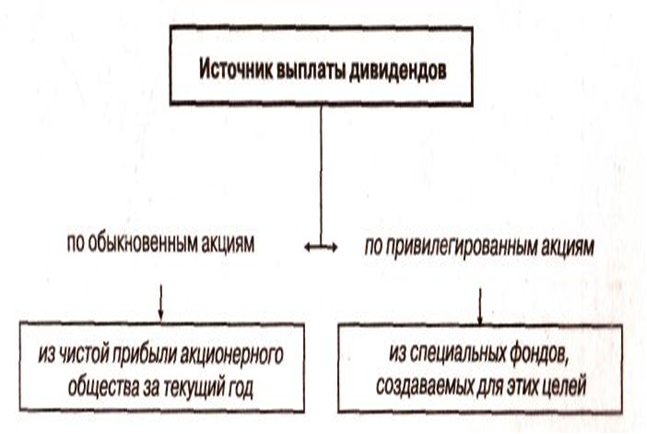 Источник выплаты дивидендов
по обыкновенным акциям
по привилегированным акциям
из чистой прибыли акционерного
общества за текущий год
из специальных фондов,
создаваемых для этих целей